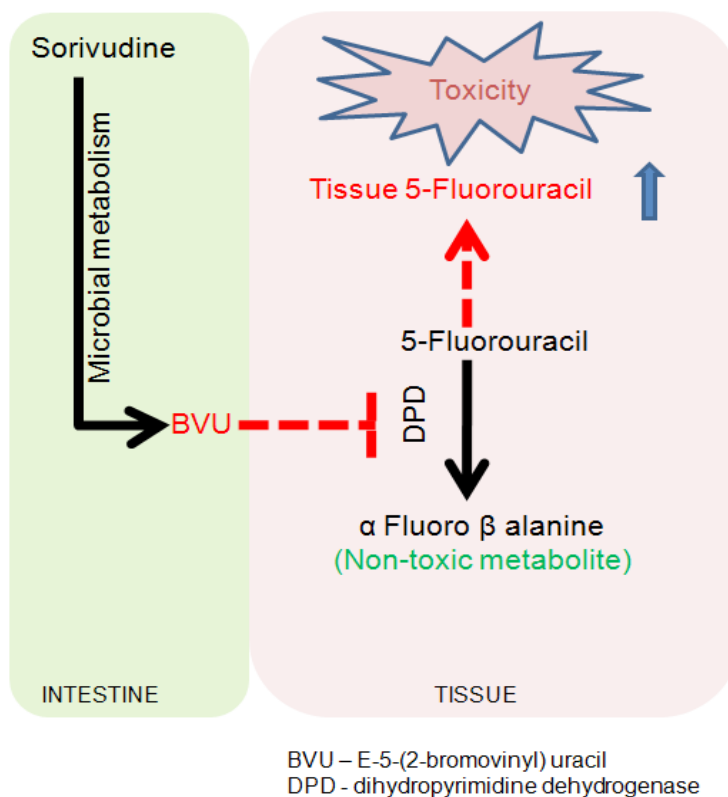 Sorivudine
Microbial metabolism
BVU
INTESTINE
Toxicity
Tissue 5-Fluorouracil
5-Fluorouracil
DPD
α Fluoro β alanine
(Non-toxic metabolite)
TISSUE
BVU – E-5-(2-bromovinyl) uracil
DPD - dihydropyrimidine dehydrogenase